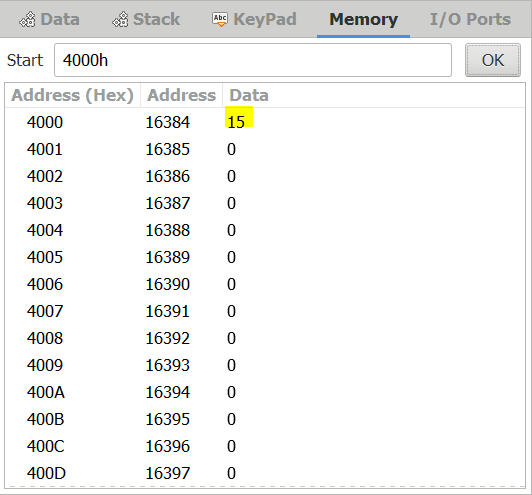 Data Stack Abc KeyPad Memory I/O Ports
Start 4000h OK
Address (Hex) Address Data
4000 16384 15
4001 16385 0
4002 16386 0
4003 16387 0
4004 16388 0
4005 16389 0
4006 16390 0
4007 16391 0
4008 16392 0
4009 16393 0
400A 16394 0
400B 16395 0
400C 16396 0
400D 16397 0